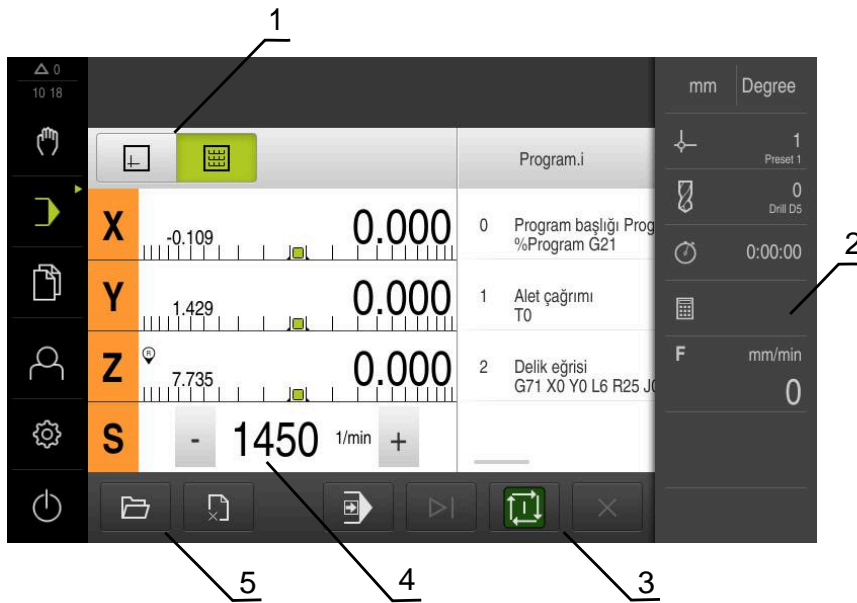 1
0
10 18
mm Degree
Program.i
1
Preset 1
0
Drill D5
0:00:00
F mm/min
0
X -0.109 0.000
Y 1.429 0.000
Z R 7.735 0.000
S - 1450 1/min +
0 Program başlığı Prog
%Program G21
1 Alet çağrımı
T0
2 Delik eğrisi
G71 X0 Y0 L6 R25 J0
2
5
4
3